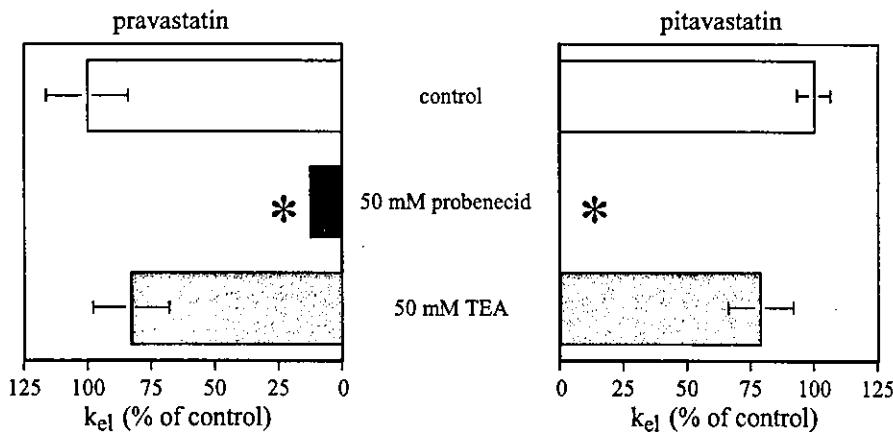 pravastatin
pitavastatin
control
*
50 mM probenecid
*
50 mM TEA
125 100 75 50 25 0
0 25 50 75 100 125
kel (% of control)
kel (% of control)